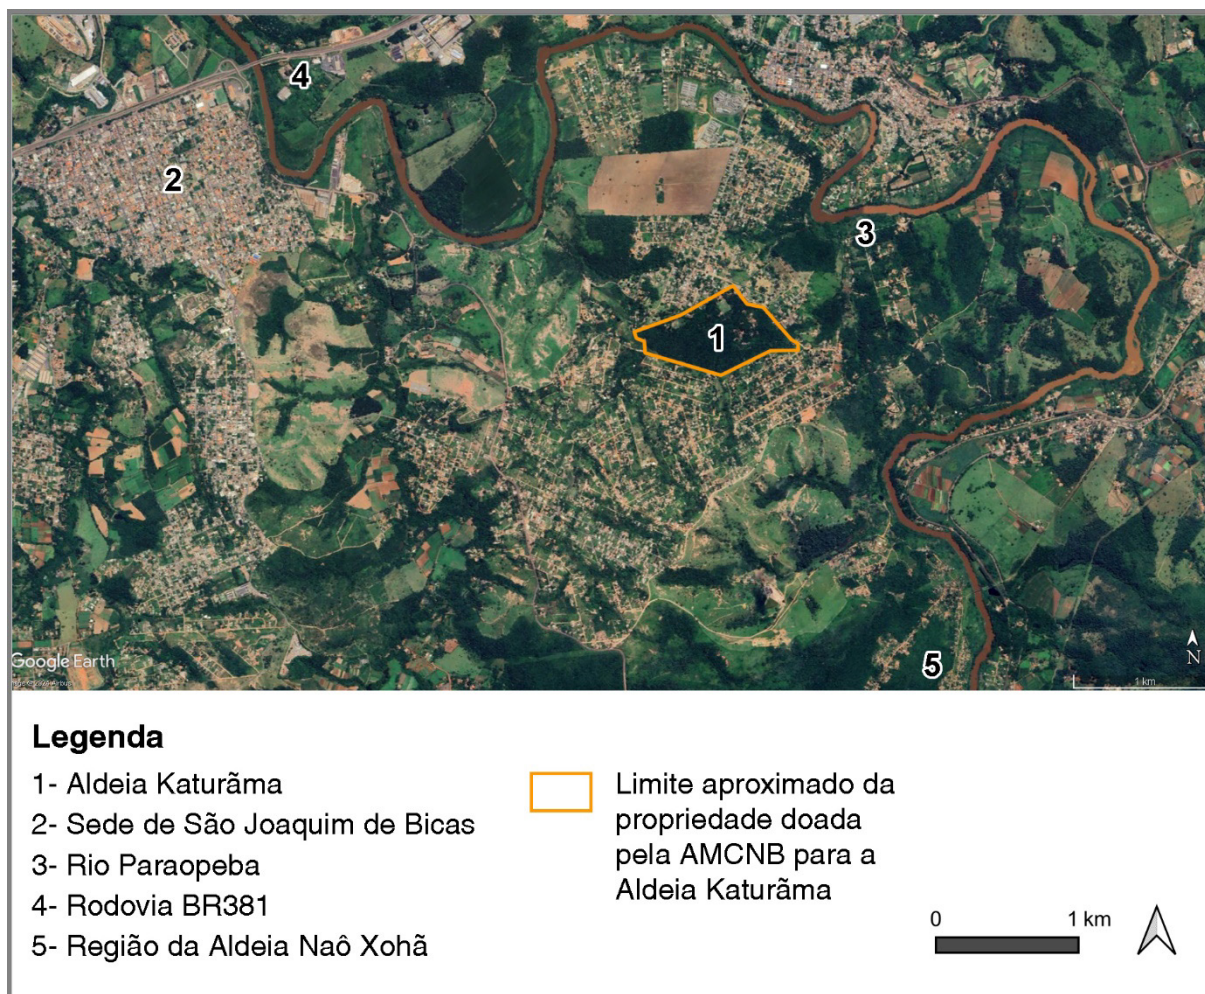 4
2
3
1
5
N
Google Earth
1 km
Legenda
1- Aldeia Katurãma
2- Sede de São Joaquim de Bicas
3- Rio Paraopeba
4- Rodovia BR381
5- Região da Aldeia Naô Xohã
Limite aproximado da
propriedade doada
pela AMCNB para a
Aldeia Katurãma
0 1 km